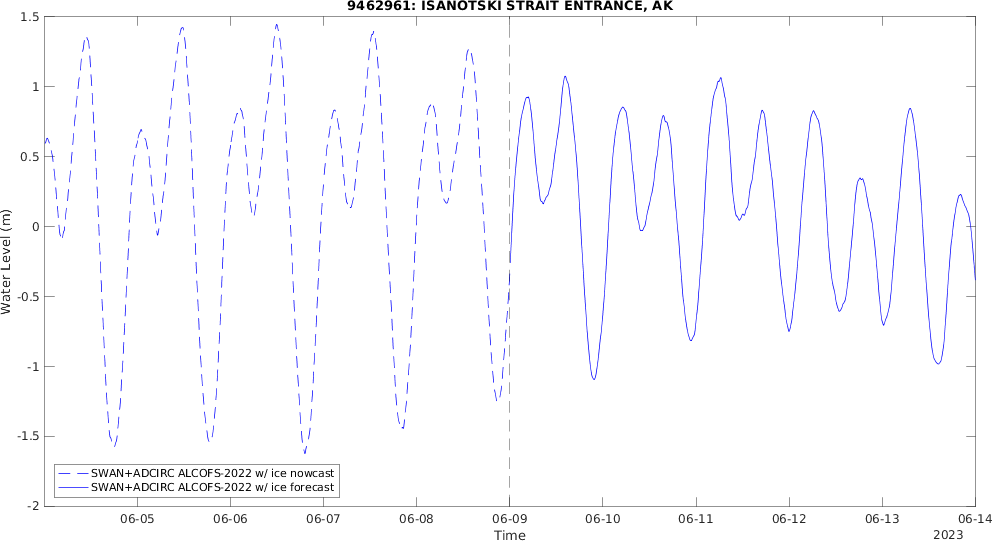 9462961: ISANOTSKI STRAIT ENTRANCE, AK
1.5
1
0.5
0
-0.5
-1
-1.5
-2
Water Level (m)
SWAN+ADCIRC ALCOFS-2022 w/ ice nowcast
SWAN+ADCIRC ALCOFS-2022 w/ ice forecast
06-05 06-06 06-07 06-08 06-09 06-10 06-11 06-12 06-13 06-14
Time
2023